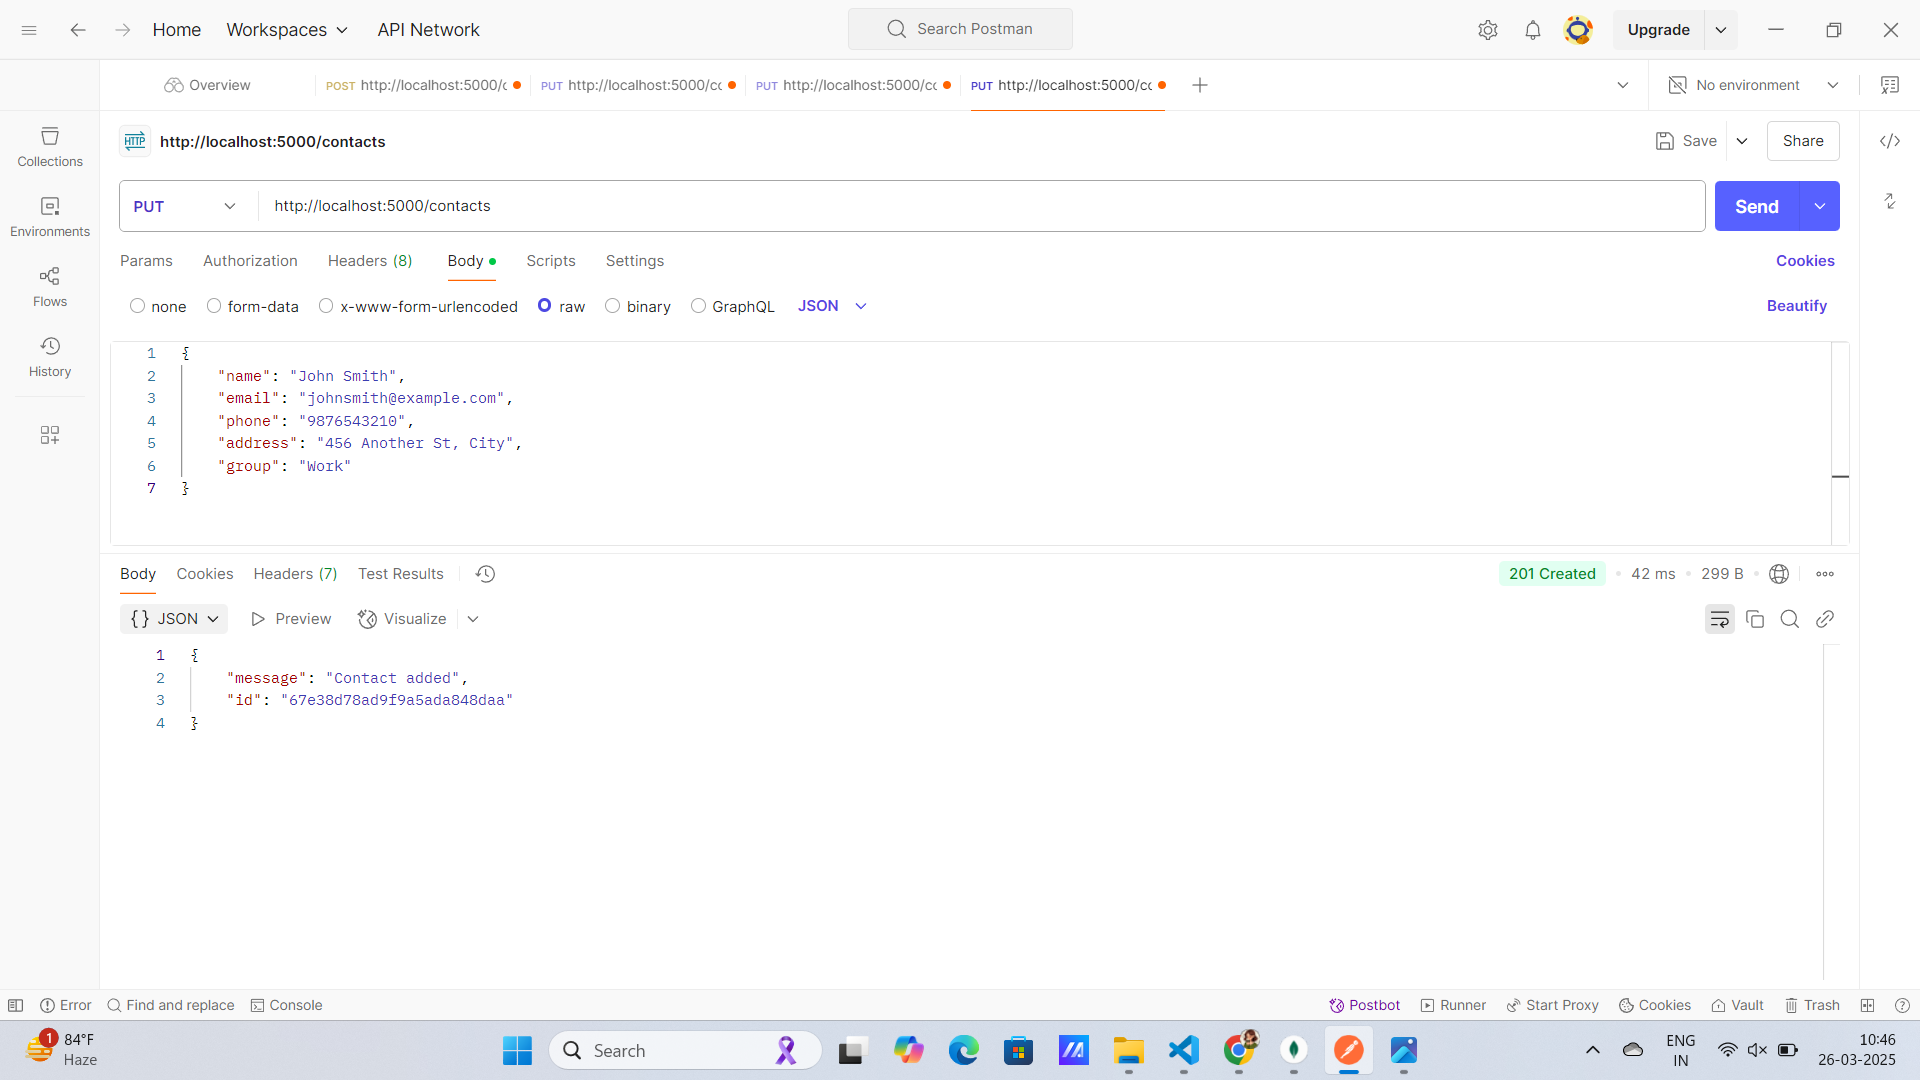 Home Workspaces API Network Search Postman Upgrade
Overview POST http://localhost:5000/c PUT http://localhost:5000/cc PUT http://localhost:5000/cc PUT http://localhost:5000/cc No environment
HTTP http://localhost:5000/contacts Save Share
PUT http://localhost:5000/contacts Send
Params Authorization Headers (8) Body Scripts Settings Cookies
none form-data x-www-form-urlencoded raw binary GraphQL JSON Beautify
Collections
Environments
Flows
History
1 {
2 "name": "John Smith",
3 "email": "johnsmith@example.com",
4 "phone": "9876543210",
5 "address": "456 Another St, City",
6 "group": "Work"
7 }
Body Cookies Headers (7) Test Results 201 Created 42 ms 299 B
{} JSON Preview Visualize
1 {
2 "message": "Contact added",
3 "id": "67e38d78ad9f9a5ada848daa"
4 }
Error Find and replace Console Postbot Runner Start Proxy Cookies Vault Trash
1 84°F
Haze
Search
ENG
IN
10:46
26-03-2025